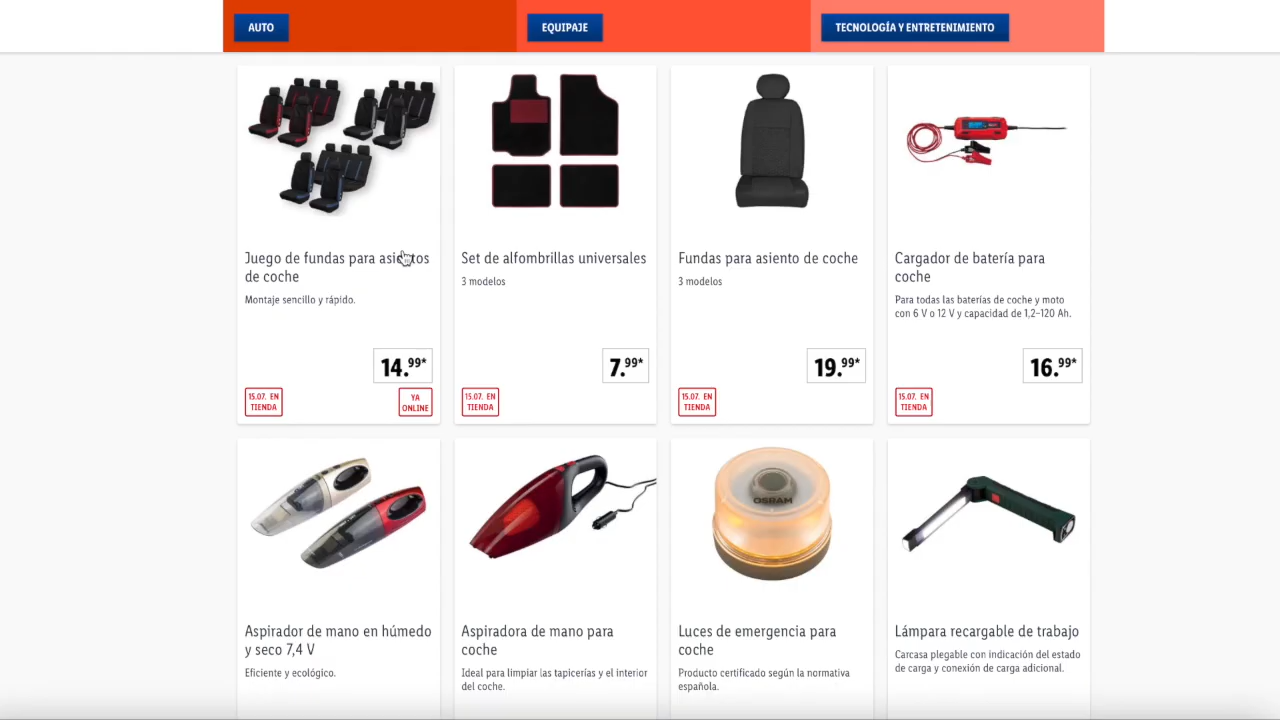 AUTO
EQUIPAJE
TECNOLOGÍA Y ENTRETENIMIENTO
Juego de fundas para asientos
de coche
Montaje sencillo y rápido.
14.99*
15.07. EN
TIENDA
YA
ONLINE
Set de alfombrillas universales
3 modelos
7.99*
15.07. EN
TIENDA
Fundas para asiento de coche
3 modelos
19.99*
15.07. EN
TIENDA
Cargador de batería para
coche
Para todas las baterías de coche y moto
con 6 V o 12 V y capacidad de 1,2-120 Ah.
16.99*
15.07. EN
TIENDA
Aspirador de mano en húmedo
y seco 7,4 V
Eficiente y ecológico.
Aspiradora de mano para
coche
Ideal para limpiar las tapicerías y el interior
del coche.
OSRAM
Luces de emergencia para
coche
Producto certificado según la normativa
española.
Lámpara recargable de trabajo
Carcasa plegable con indicación del estado
de carga y conexión de carga adicional.